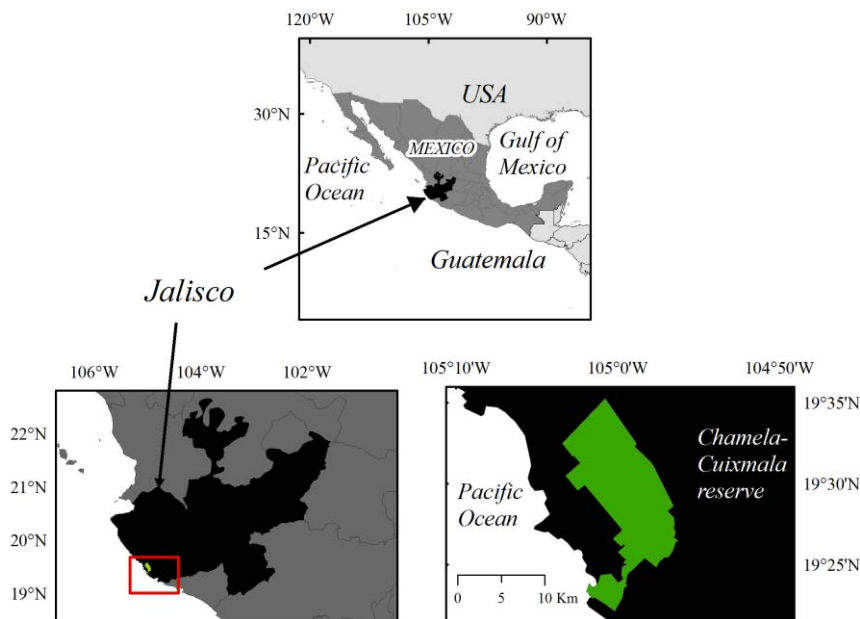 120°W 105°W 90°W
30°N
15°N
USA
MEXICO
Gulf of
Mexico
Pacific
Ocean
Guatemala
Jalisco
106°W 104°W 102°W
22°N
21°N
20°N
19°N
105°10'W 105°0'W 104°50'W
19°35'N
19°30'N
19°25'N
Chamela-
Cuixmala
reserve
Pacific
Ocean
0 5 10 Km